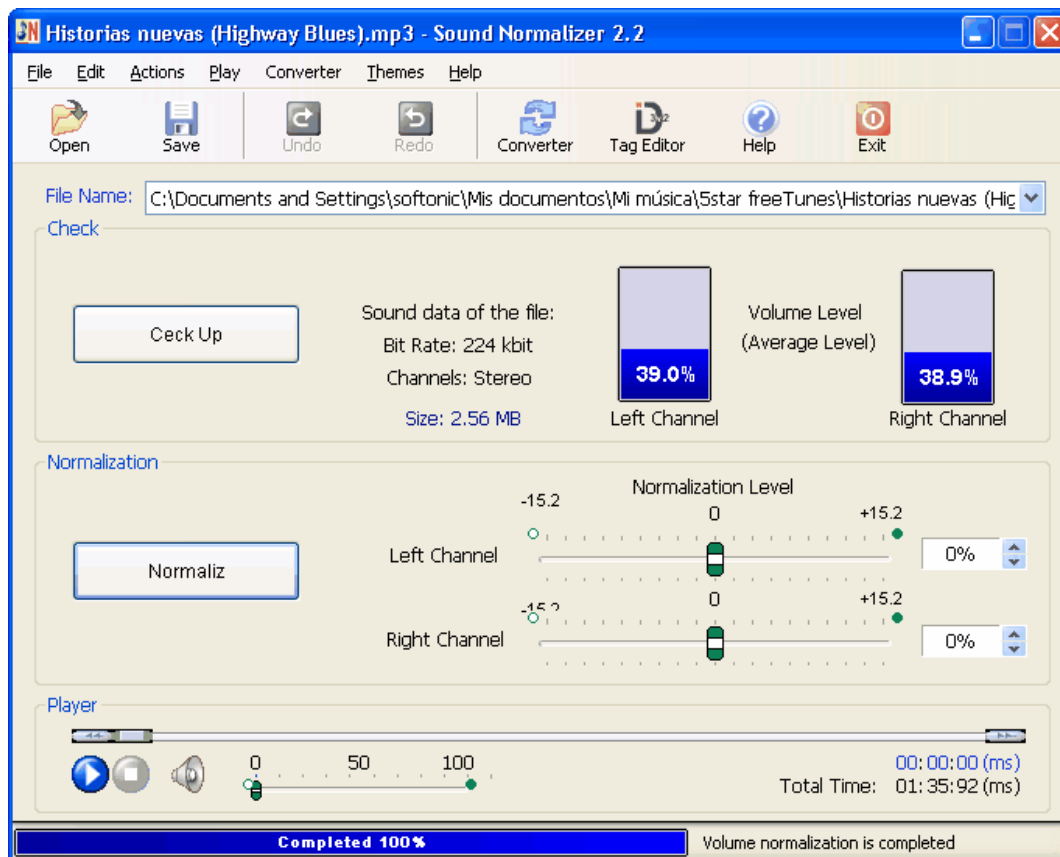 Historias nuevas (Highway Blues).mp3 - Sound Normalizer 2.2
File Edit Actions Play Converter Themes Help
Open Save Undo Redo Converter Tag Editor Help Exit
File Name: C:\Documents and Settings\softonic\Mis documentos\Mi música\5star freeTunes\Historias nuevas (Hig
Check
Ceck Up
Sound data of the file:
Bit Rate: 224 kbit
Channels: Stereo
Size: 2.56 MB
39.0%
Left Channel
Volume Level
(Average Level)
38.9%
Right Channel
Normalization
Normaliz
Normalization Level
-15.2 0 +15.2
Left Channel 0%
-15.2 0 +15.2
Right Channel 0%
Player
0 50 100
00:00:00 (ms)
Total Time: 01:35:92 (ms)
Completed 100% Volume normalization is completed